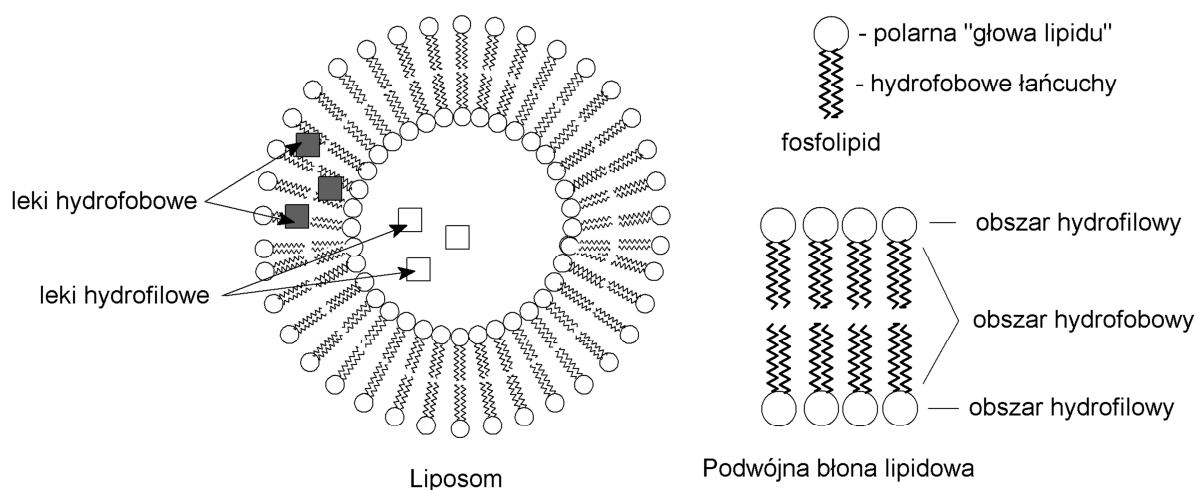 - polarna "głowa lipidu"
- hydrofobowe łańcuchy
fosfolipid
leki hydrofobowe
leki hydrofilowe
obszar hydrofilowy
obszar hydrofobowy
obszar hydrofilowy
Liposom
Podwójna błona lipidowa